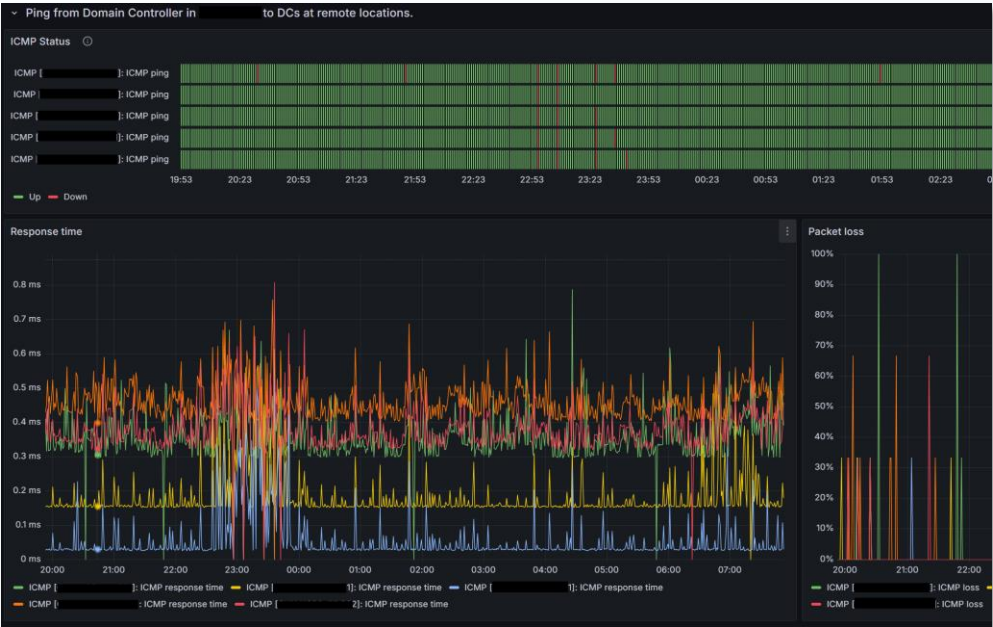 Ping from Domain Controller in to DCs at remote locations.
ICMP Status
ICMP [ ]: ICMP ping
ICMP ]: ICMP ping
ICMP [ ]: ICMP ping
ICMP [ ]: ICMP ping
ICMP ]: ICMP ping
19:53 20:23 20:53 21:23 21:53 22:23 22:53 23:23 23:53 00:23 00:53 01:23 01:53 02:23 0
Up Down
Response time
0.8 ms
0.7 ms
0.6 ms
0.5 ms
0.4 ms
0.3 ms
0.2 ms
0.1 ms
0 ms
20:00 21:00 22:00 23:00 00:00 01:00 02:00 03:00 04:00 05:00 06:00 07:00
ICMP [ ]: ICMP response time ICMP [ 1]: ICMP response time ICMP [ 1]: ICMP response time
ICMP [ : ICMP response time ICMP [ 2]: ICMP response time
Packet loss
100%
90%
80%
70%
60%
50%
40%
30%
20%
10%
0%
20:00 21:00 22:00
ICMP [ ]: ICMP loss
ICMP [ ]: ICMP loss